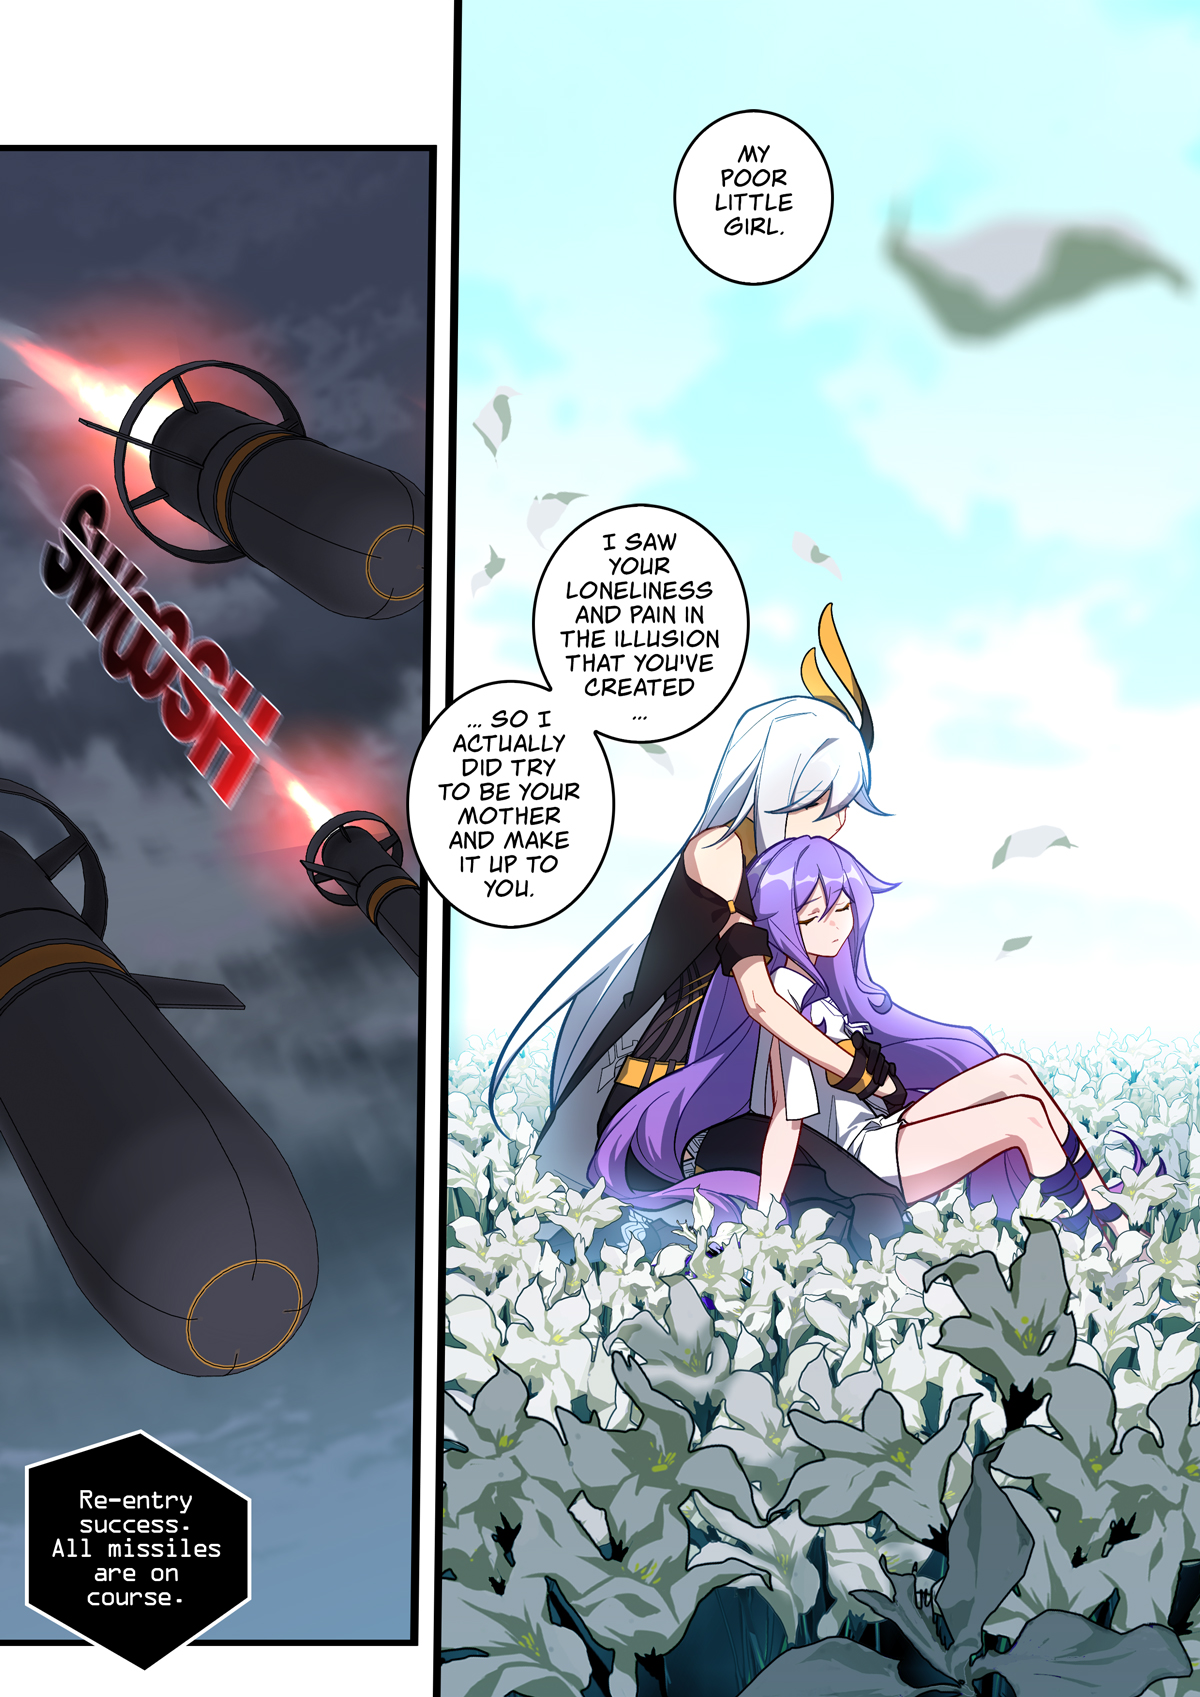 MY
POOR
LITTLE
GIRL.
I SAW
YOUR
LONELINESS
AND PAIN IN
THE ILLUSION
THAT YOU'VE
CREATED
...
... SO I
ACTUALLY
DID TRY
TO BE YOUR
MOTHER
AND MAKE
IT UP TO
YOU.
SWOOSH
Re-entry
success.
All missiles
are on
course.